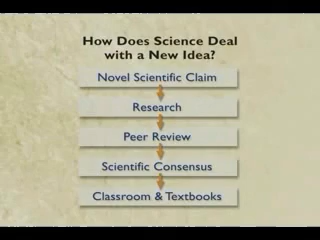 How Does Science Deal
with a New Idea?
Novel Scientific Claim
Research
Peer Review
Scientific Consensus
Classroom & Textbooks